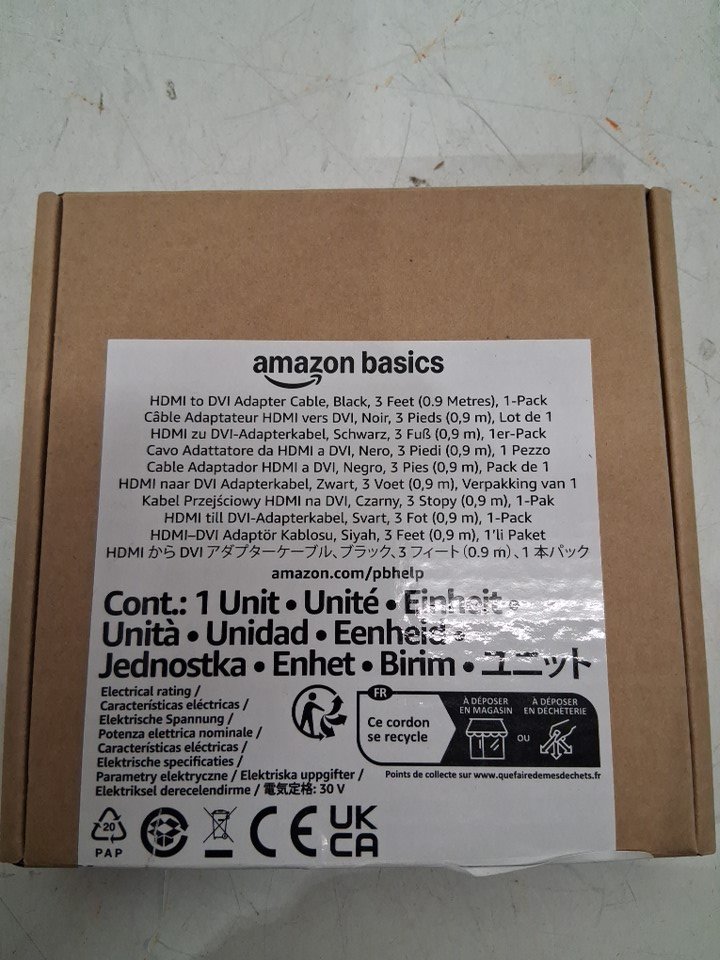 amazon basics
HDMI to DVI Adapter Cable, Black, 3 Feet (0.9 Metres), 1-Pack
Câble Adaptateur HDMI vers DVI, Noir, 3 Pieds (0,9 m), Lot de 1
HDMI zu DVI-Adapterkabel, Schwarz, 3 Fuß (0,9 m), 1er-Pack
Cavo Adattatore da HDMI a DVI, Nero, 3 Piedi (0,9 m), 1 Pezzo
Cable Adaptador HDMI a DVI, Negro, 3 Pies (0,9 m), Pack de 1
HDMI naar DVI Adapterkabel, Zwart, 3 Voet (0,9 m), Verpakking van 1
Kabel Przejściowy HDMI na DVI, Czarny, 3 Stopy (0,9 m), 1-Pak
HDMI till DVI-Adapterkabel, Svart, 3 Fot (0,9 m), 1-Pack
HDMI–DVI Adaptör Kablosu, Siyah, 3 Feet (0,9 m), 1'li Paket
HDMI から DVI アダプターケーブル、ブラック、3 フィート (0.9 m)、1 本パック
amazon.com/pbhelp
Cont.: 1 Unit • Unité • Einheit •
Unità • Unidad • Eenheid •
Jednostka • Enhet • Birim • ユニット
Electrical rating /
Características eléctricas /
Elektrische Spannung /
Potenza elettrica nominale /
Características eléctricas /
Elektrische specificaties /
Parametry elektryczne / Elektriska uppgifter /
Elektriksel derecelendirme / 電気定格: 30 V
FR
Ce cordon
se recycle
À DÉPOSER
EN MAGASIN
OU
À DÉPOSER
EN DÉCHÈTERIE
Points de collecte sur www.quefairedemesdechets.fr
20
PAP
CE
UK
CA